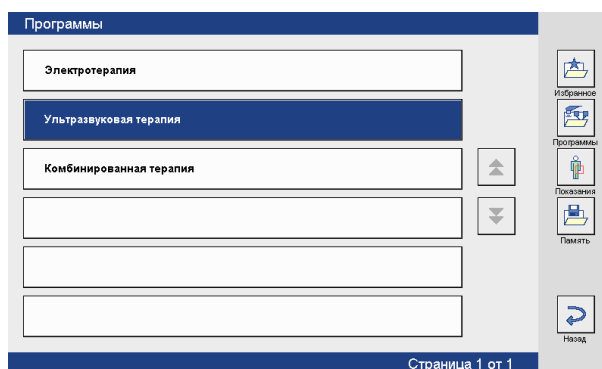 Программы
Электротерапия
Ультразвуковая терапия
Комбинированная терапия
Избранное
Программы
Показания
Память
Назад
Страница 1 от 1